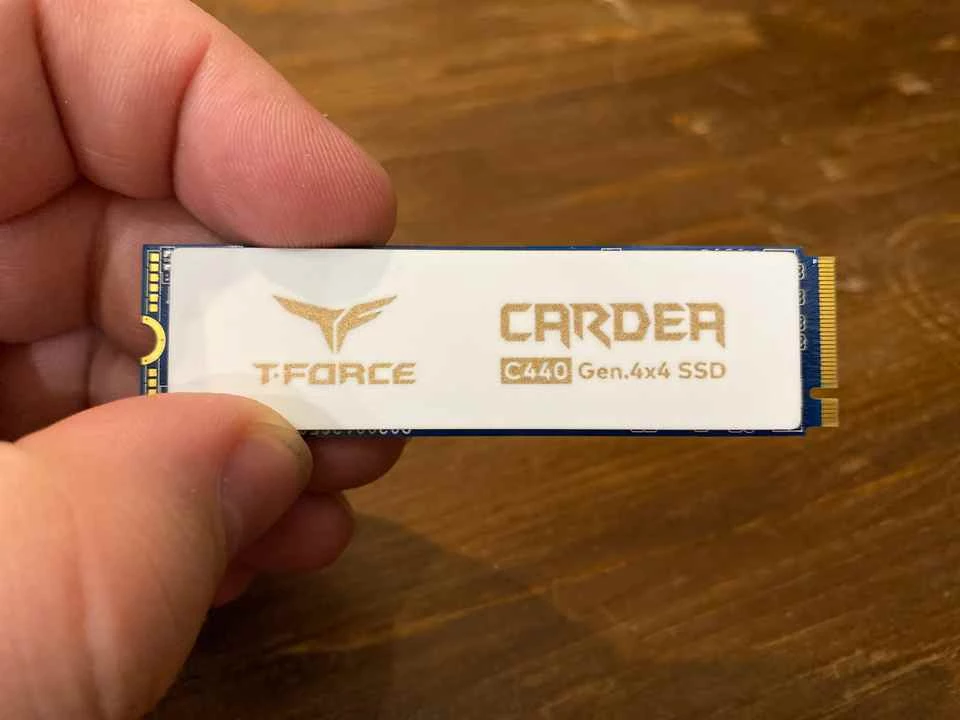 T·FORCE
CARDEA
C440 Gen.4x4 SSD